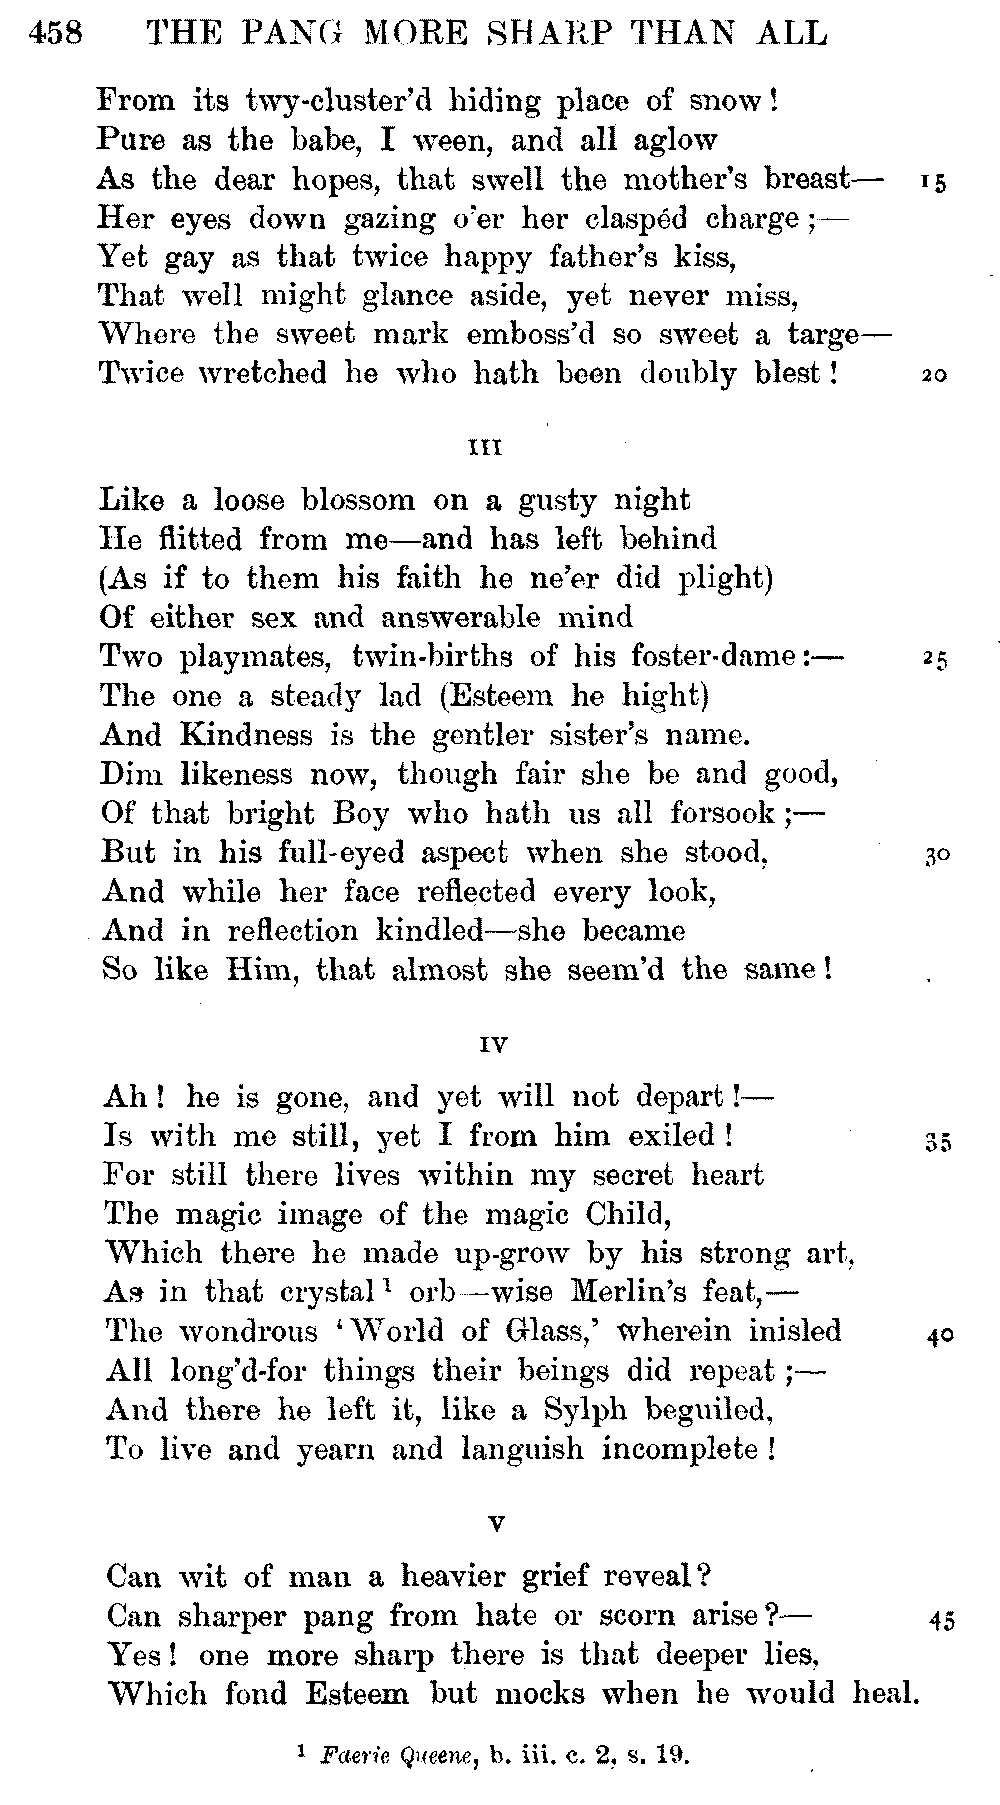 458 THE PANG MORE SHARP THAN ALL
From its twy-cluster'd hiding place of snow!
Pure as the babe, I ween, and all aglow
As the dear hopes, that swell the mother's breast— 15
Her eyes down gazing o'er her claspéd charge;—
Yet gay as that twice happy father's kiss,
That well might glance aside, yet never miss,
Where the sweet mark emboss'd so sweet a targe—
Twice wretched he who hath been doubly blest! 20
III
Like a loose blossom on a gusty night
He flitted from me—and has left behind
(As if to them his faith he ne'er did plight)
Of either sex and answerable mind
Two playmates, twin-births of his foster-dame:— 25
The one a steady lad (Esteem he hight)
And Kindness is the gentler sister's name.
Dim likeness now, though fair she be and good,
Of that bright Boy who hath us all forsook;—
But in his full-eyed aspect when she stood, 30
And while her face reflected every look,
And in reflection kindled—she became
So like Him, that almost she seem'd the same!
IV
Ah! he is gone, and yet will not depart!—
Is with me still, yet I from him exiled! 35
For still there lives within my secret heart
The magic image of the magic Child,
Which there he made up-grow by his strong art,
As in that crystal¹ orb—wise Merlin's feat,—
The wondrous 'World of Glass,' wherein inisled 40
All long'd-for things their beings did repeat;—
And there he left it, like a Sylph beguiled,
To live and yearn and languish incomplete!
V
Can wit of man a heavier grief reveal?
Can sharper pang from hate or scorn arise?— 45
Yes! one more sharp there is that deeper lies,
Which fond Esteem but mocks when he would heal.
¹ Faerie Queene, b. iii. c. 2, s. 19.